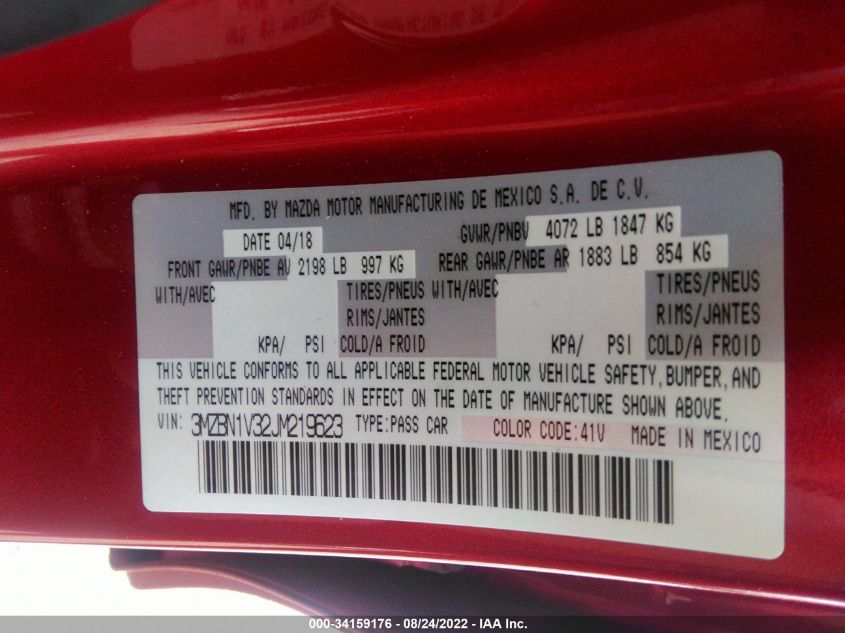 MFD. BY MAZDA MOTOR MANUFACTURING DE MEXICO S.A. DE C.V.
DATE 04/18 GVWR/PNBV 4072 LB 1847 KG
FRONT GAWR/PNBE AV 2198 LB 997 KG REAR GAWR/PNBE AR 1883 LB 854 KG
WITH/AVEC TIRES/PNEUS WITH/AVEC TIRES/PNEUS
RIMS/JANTES RIMS/JANTES
KPA/ PSI COLD/A FROID KPA/ PSI COLD/A FROID
THIS VEHICLE CONFORMS TO ALL APPLICABLE FEDERAL MOTOR VEHICLE SAFETY, BUMPER, AND
THEFT PREVENTION STANDARDS IN EFFECT ON THE DATE OF MANUFACTURE SHOWN ABOVE.
VIN: 3MZBN1V32JM219623 TYPE:PASS CAR COLOR CODE:41V MADE IN MEXICO
000-34159176 - 08/24/2022 - IAA Inc.